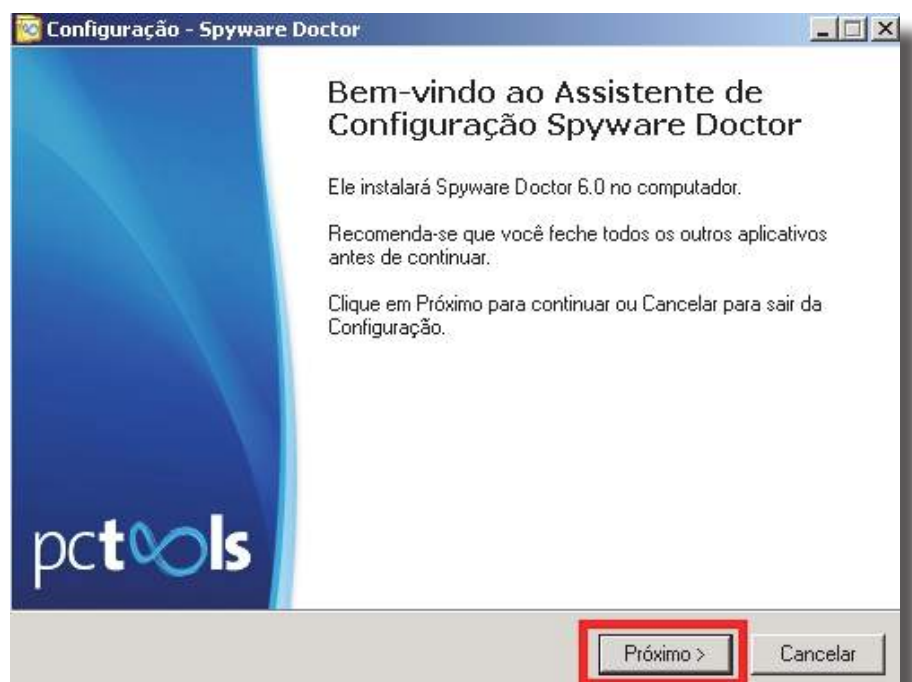 Configuração - Spyware Doctor
Bem-vindo ao Assistente de
Configuração Spyware Doctor
Ele instalará Spyware Doctor 6.0 no computador.
Recomenda-se que você feche todos os outros aplicativos
antes de continuar.
Clique em Próximo para continuar ou Cancelar para sair da
Configuração.
pctools
Próximo >
Cancelar